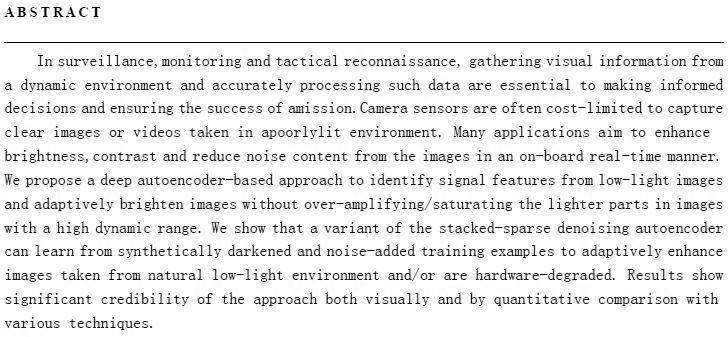 ABSTRACT
In surveillance, monitoring and tactical reconnaissance, gathering visual information from
a dynamic environment and accurately processing such data are essential to making informed
decisions and ensuring the success of amission. Camera sensors are often cost-limited to capture
clear images or videos taken in apoorlylit environment. Many applications aim to enhance
brightness, contrast and reduce noise content from the images in an on-board real-time manner.
We propose a deep autoencoder-based approach to identify signal features from low-light images
and adaptively brighten images without over-amplifying/saturating the lighter parts in images
with a high dynamic range. We show that a variant of the stacked-sparse denoising autoencoder
can learn from synthetically darkened and noise-added training examples to adaptively enhance
images taken from natural low-light environment and/or are hardware-degraded. Results show
significant credibility of the approach both visually and by quantitative comparison with
various techniques.